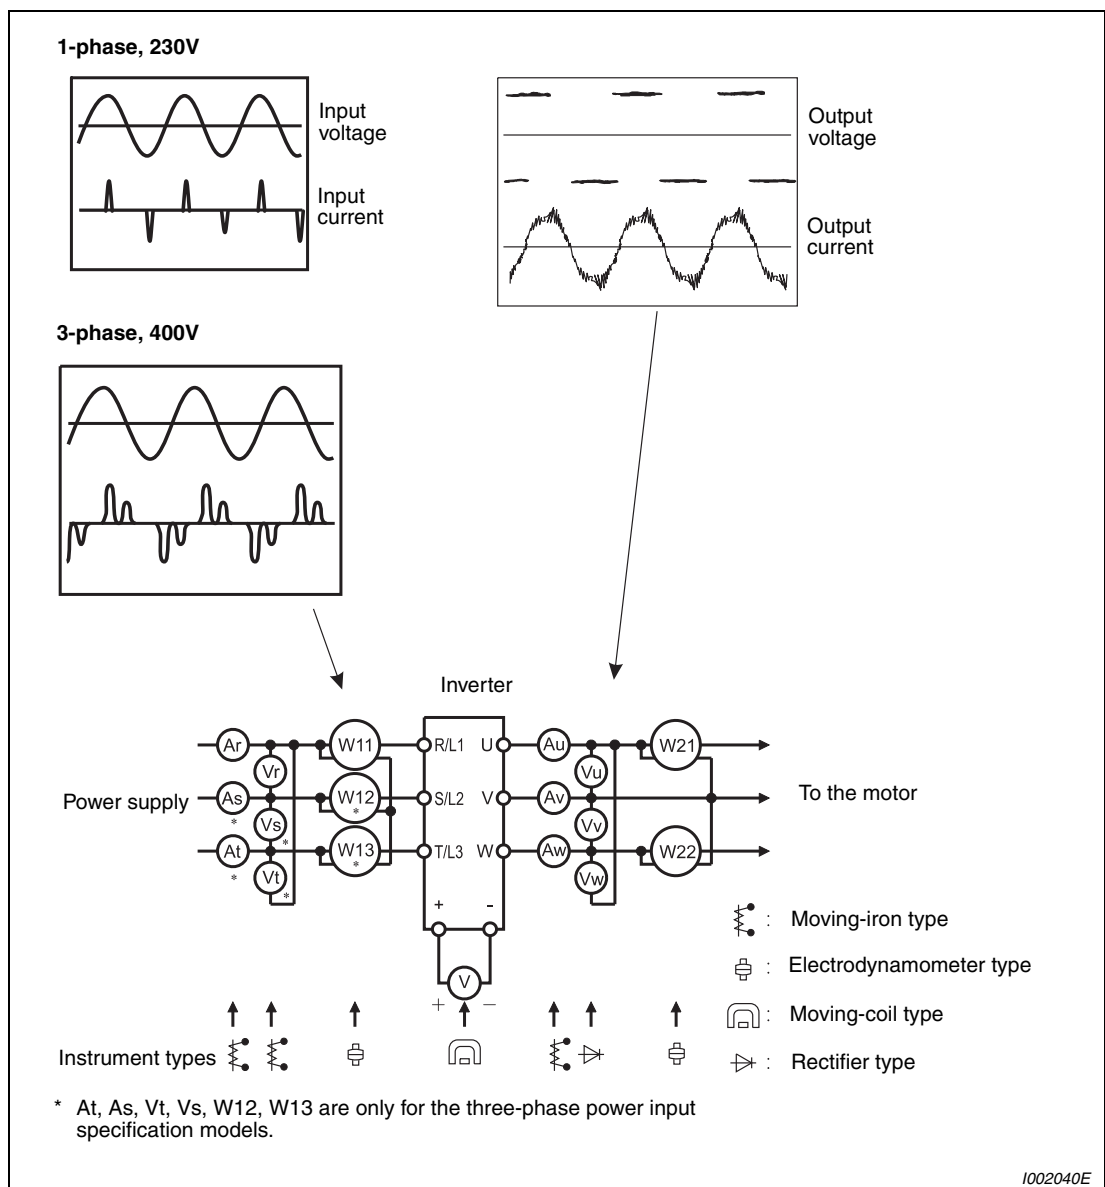 1-phase, 230V
Input
voltage
Input
current
Output
voltage
Output
current
3-phase, 400V
Inverter
Ar
Vr
W11
R/L1
U
Au
Vu
W21
Power supply
As
*
Vs
*
W12
*
S/L2
V
Av
Vv
To the motor
At
*
Vt
*
W13
*
T/L3
W
Aw
Vw
W22
+
-
V
+
−
: Moving-iron type
: Electrodynamometer type
: Moving-coil type
: Rectifier type
Instrument types
* At, As, Vt, Vs, W12, W13 are only for the three-phase power input
specification models.
I002040E